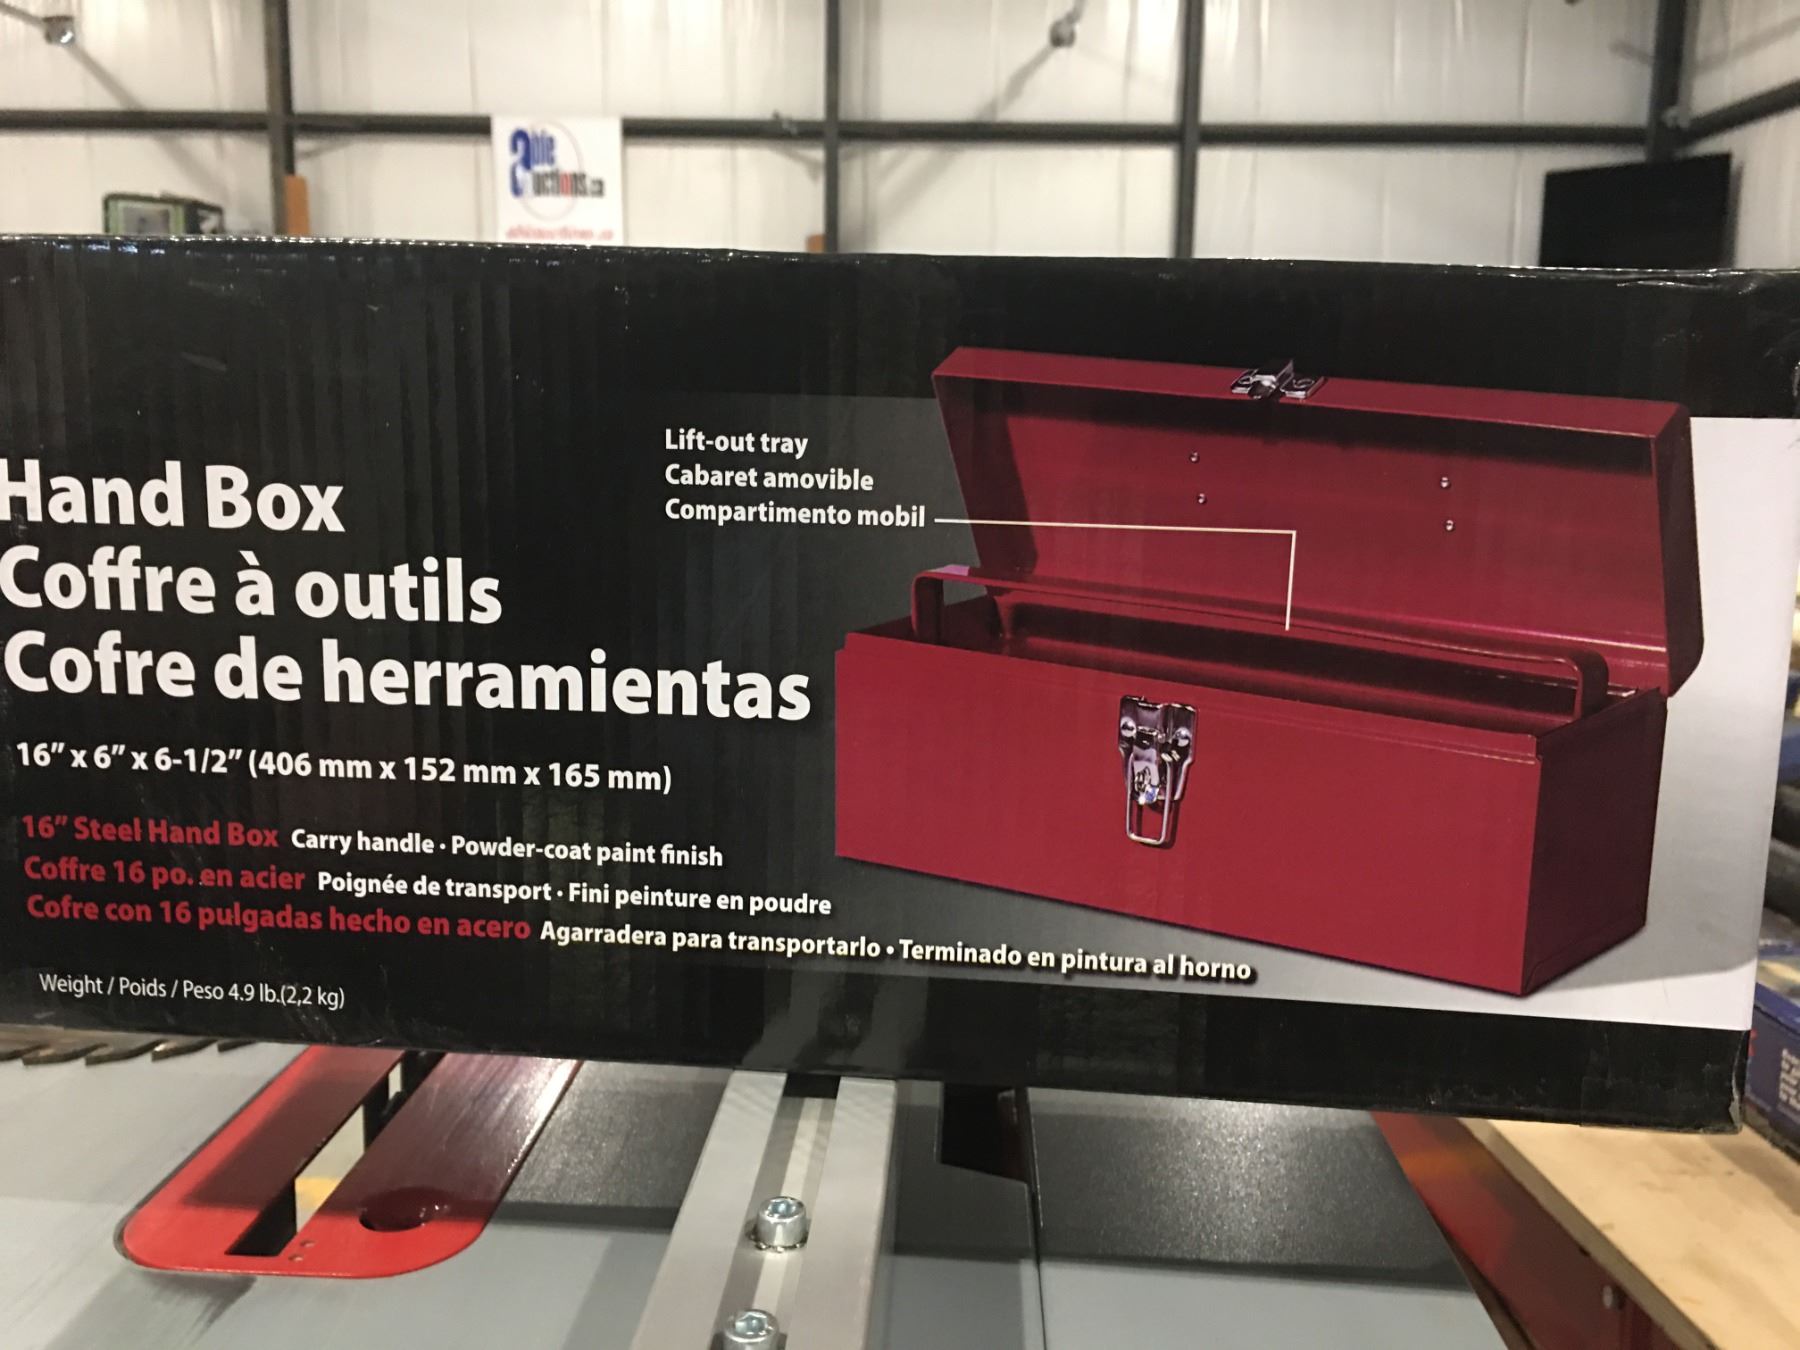 able
auctions.ca
Lift-out tray
Cabaret amovible
Compartimento mobil
Hand Box
Coffre à outils
Cofre de herramientas
16” x 6” x 6-1/2” (406 mm x 152 mm x 165 mm)
16” Steel Hand Box Carry handle • Powder-coat paint finish
Coffre 16 po. en acier Poignée de transport • Fini peinture en poudre
Cofre con 16 pulgadas hecho en acero Agarradera para transportarlo • Terminado en pintura al horno
Weight / Poids / Peso 4.9 lb.(2,2 kg)